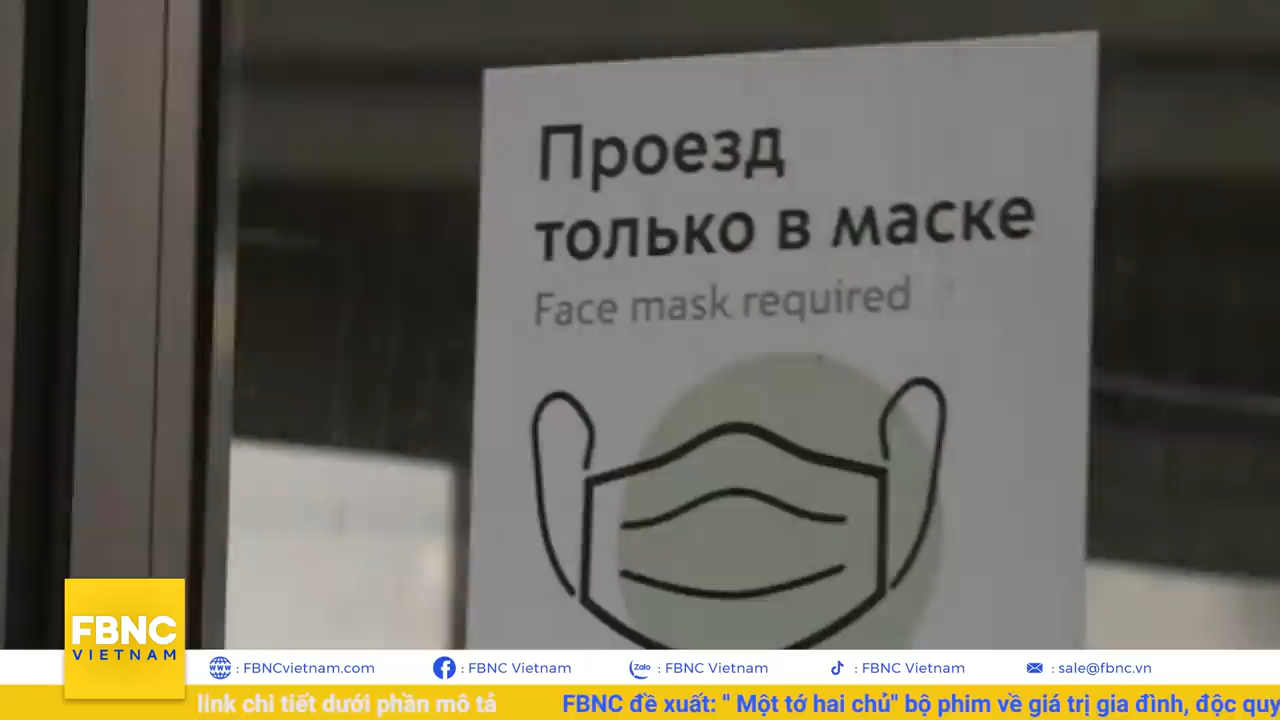 Проезд
только в маске
Face mask required
FBNC
VIETNAM
: FBNCvietnam.com
: FBNC Vietnam
Zalo : FBNC Vietnam
: FBNC Vietnam
: sale@fbnc.vn
link chi tiết dưới phần mô tả
FBNC đề xuất: " Một tớ hai chủ" bộ phim về giá trị gia đình, độc quy